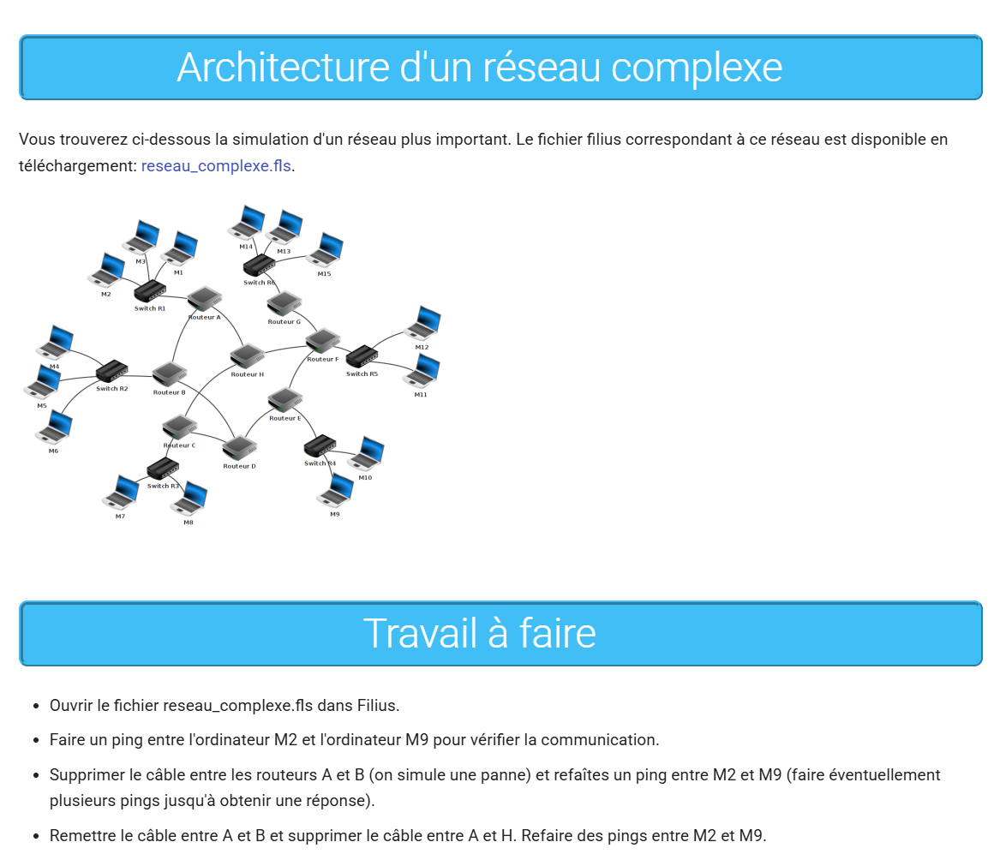 Architecture d'un réseau complexe
Vous trouverez ci-dessous la simulation d'un réseau plus important. Le fichier filius correspondant à ce réseau est disponible en
téléchargement: reseau_complexe.fls.
M14
M13
M15
M3
M1
M2
Switch R6
Switch R1
Routeur A
Routeur G
M12
M4
Routeur F
Switch R5
Routeur H
Switch R2
Routeur B
M11
M5
Routeur E
M6
Routeur C
Routeur D
Switch R4
M10
Switch R3
M7
M8
M9
Travail à faire
• Ouvrir le fichier reseau_complexe.fls dans Filius.
• Faire un ping entre l'ordinateur M2 et l'ordinateur M9 pour vérifier la communication.
• Supprimer le câble entre les routeurs A et B (on simule une panne) et refaîtes un ping entre M2 et M9 (faire éventuellement
plusieurs pings jusqu'à obtenir une réponse).
• Remettre le câble entre A et B et supprimer le câble entre A et H. Refaire des pings entre M2 et M9.